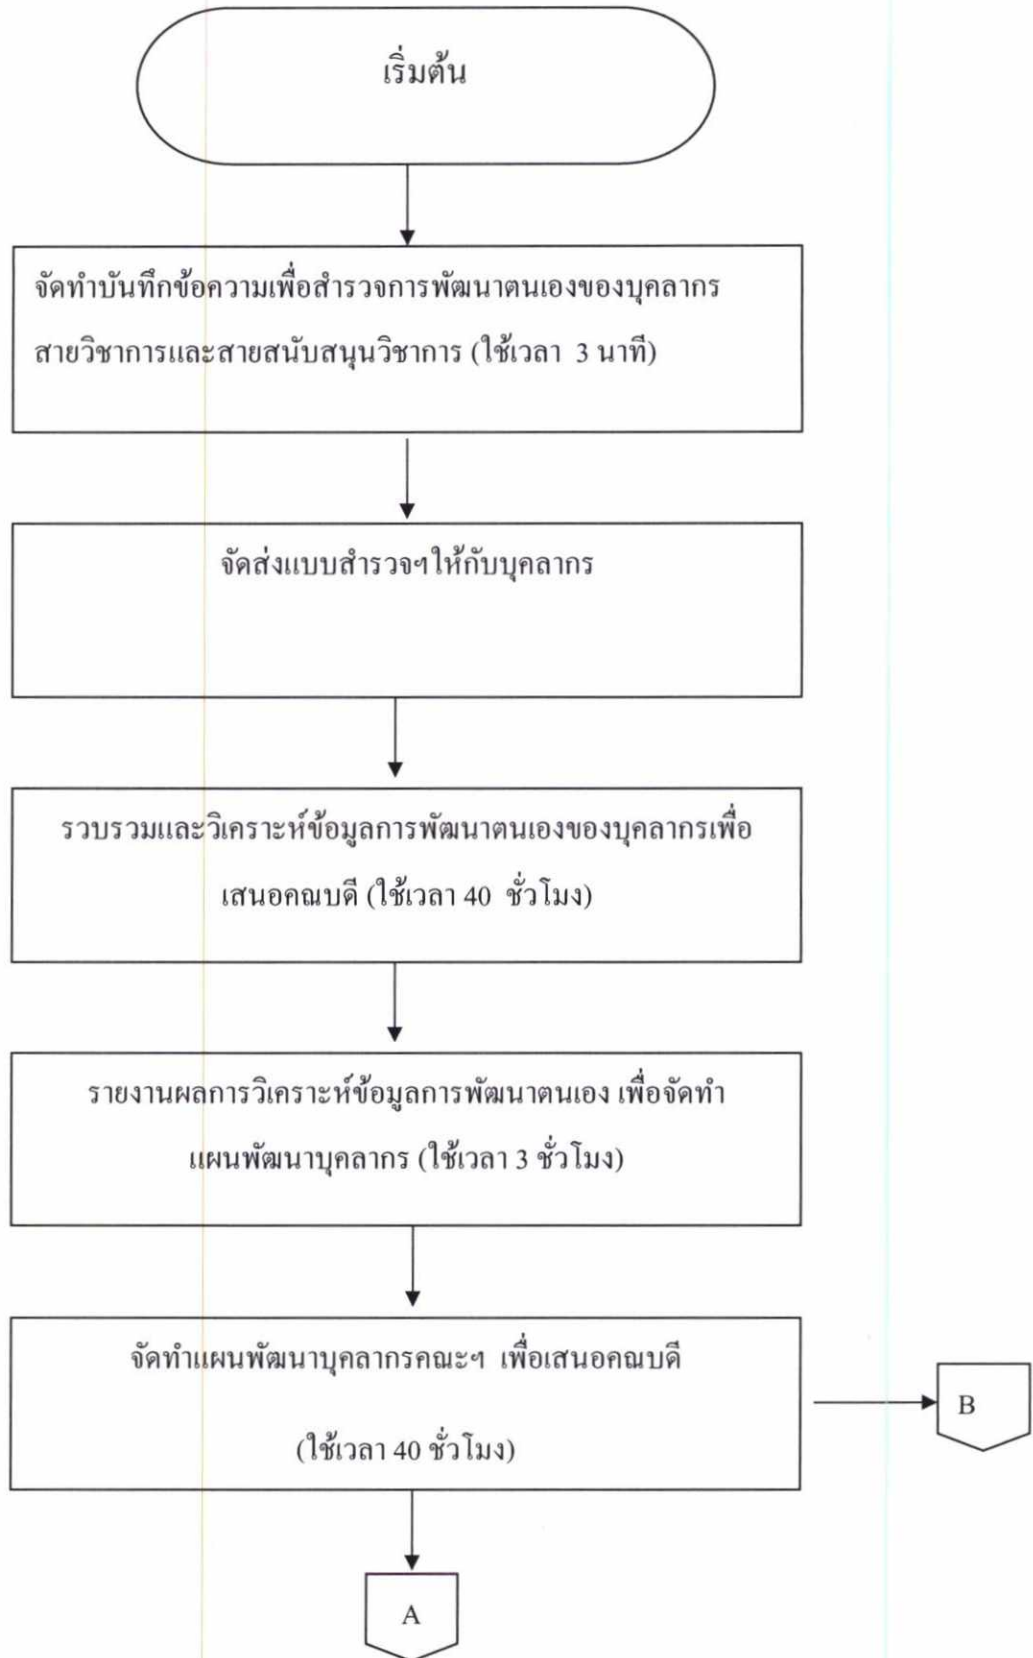 เริ่มต้น
จัดทำบันทึกข้อความเพื่อสำรวจการพัฒนาตนเองของบุคลากร
สายวิชาการและสายสนับสนุนวิชาการ (ใช้เวลา 3 นาที)
จัดส่งแบบสำรวจฯให้กับบุคลากร
รวบรวมและวิเคราะห์ข้อมูลการพัฒนาตนเองของบุคลากรเพื่อ
เสนอคณบดี (ใช้เวลา 40 ชั่วโมง)
รายงานผลการวิเคราะห์ข้อมูลการพัฒนาตนเอง เพื่อจัดทำ
แผนพัฒนาบุคลากร (ใช้เวลา 3 ชั่วโมง)
จัดทำแผนพัฒนาบุคลากรคณะฯ เพื่อเสนอคณบดี
(ใช้เวลา 40 ชั่วโมง)
B
A